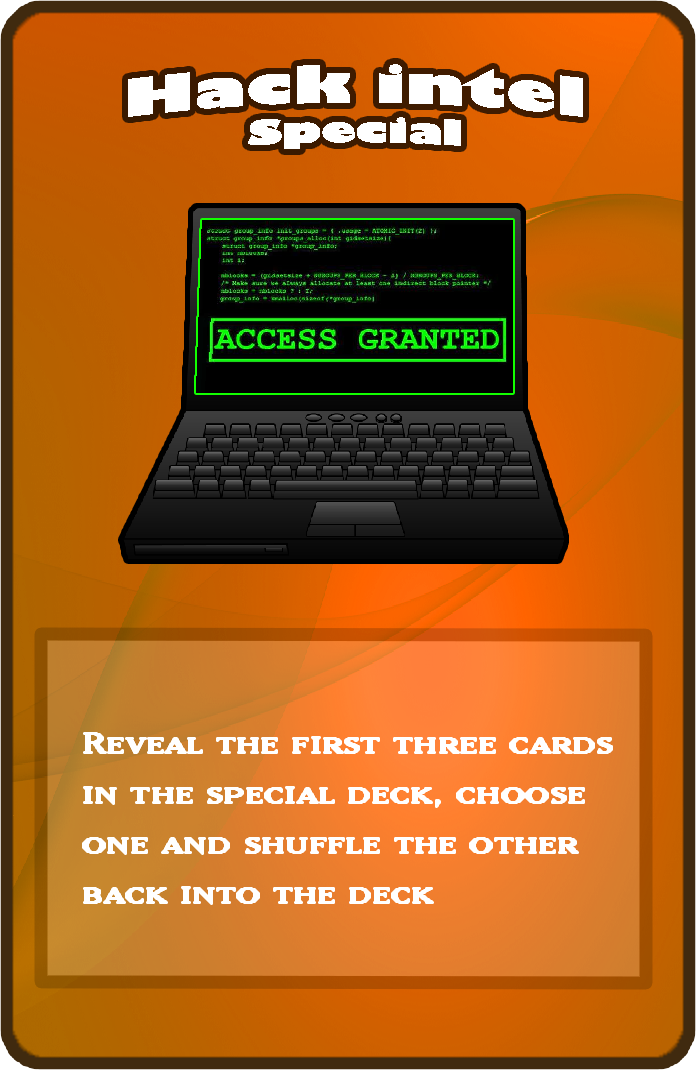 Hack intel
Special
struct group_info init_groups = { .usage = ATOMIC_INIT(2) };
struct group_info *groups_alloc(int gidsetsize){
struct group_info *group_info;
int nblocks;
int i;
nblocks = (gidsetsize + NGROUPS_PER_BLOCK - 1) / NGROUPS_PER_BLOCK;
/* Make sure we always allocate at least one indirect block pointer */
nblocks = nblocks ? : 1;
group_info = kmalloc(sizeof(*group_info)
ACCESS GRANTED
Reveal the first three cards
in the special deck, choose
one and shuffle the other
back into the deck